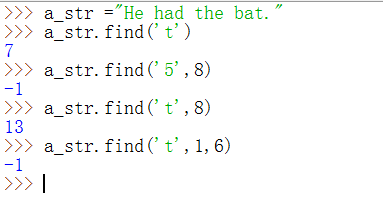 >>> a_str ="He had the bat."
>>> a_str.find('t')
7
>>> a_str.find('5',8)
-1
>>> a_str.find('t',8)
13
>>> a_str.find('t',1,6)
-1
>>>